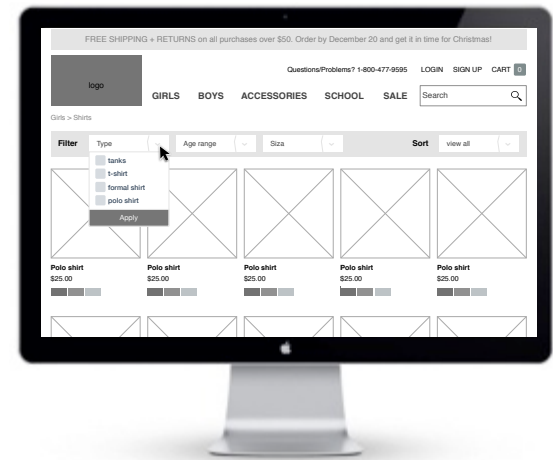 FREE SHIPPING + RETURNS on all purchases over $50. Order by December 20 and get it in time for Christmas!
Questions/Problems? 1-800-477-9595 LOGIN SIGN UP CART 0
logo
GIRLS BOYS ACCESSORIES SCHOOL SALE Search
Girls > Shirts
Filter Type Age range Siza Sort view all
tanks
t-shirt
formal shirt
polo shirt
Apply
Polo shirt Polo shirt Polo shirt Polo shirt Polo shirt
$25.00 $25.00 $25.00 $25.00 $25.00